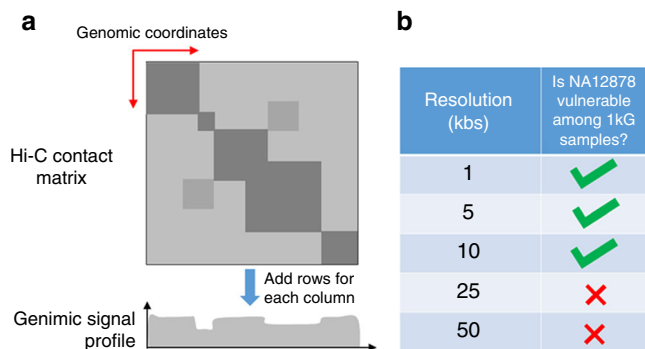 a
Genomic coordinates
Hi-C contact
matrix
Add rows for
each column
Genimic signal
profile
b
Resolution
(kbs)
Is NA12878
vulnerable
among 1kG
samples?
1
5
10
25
50